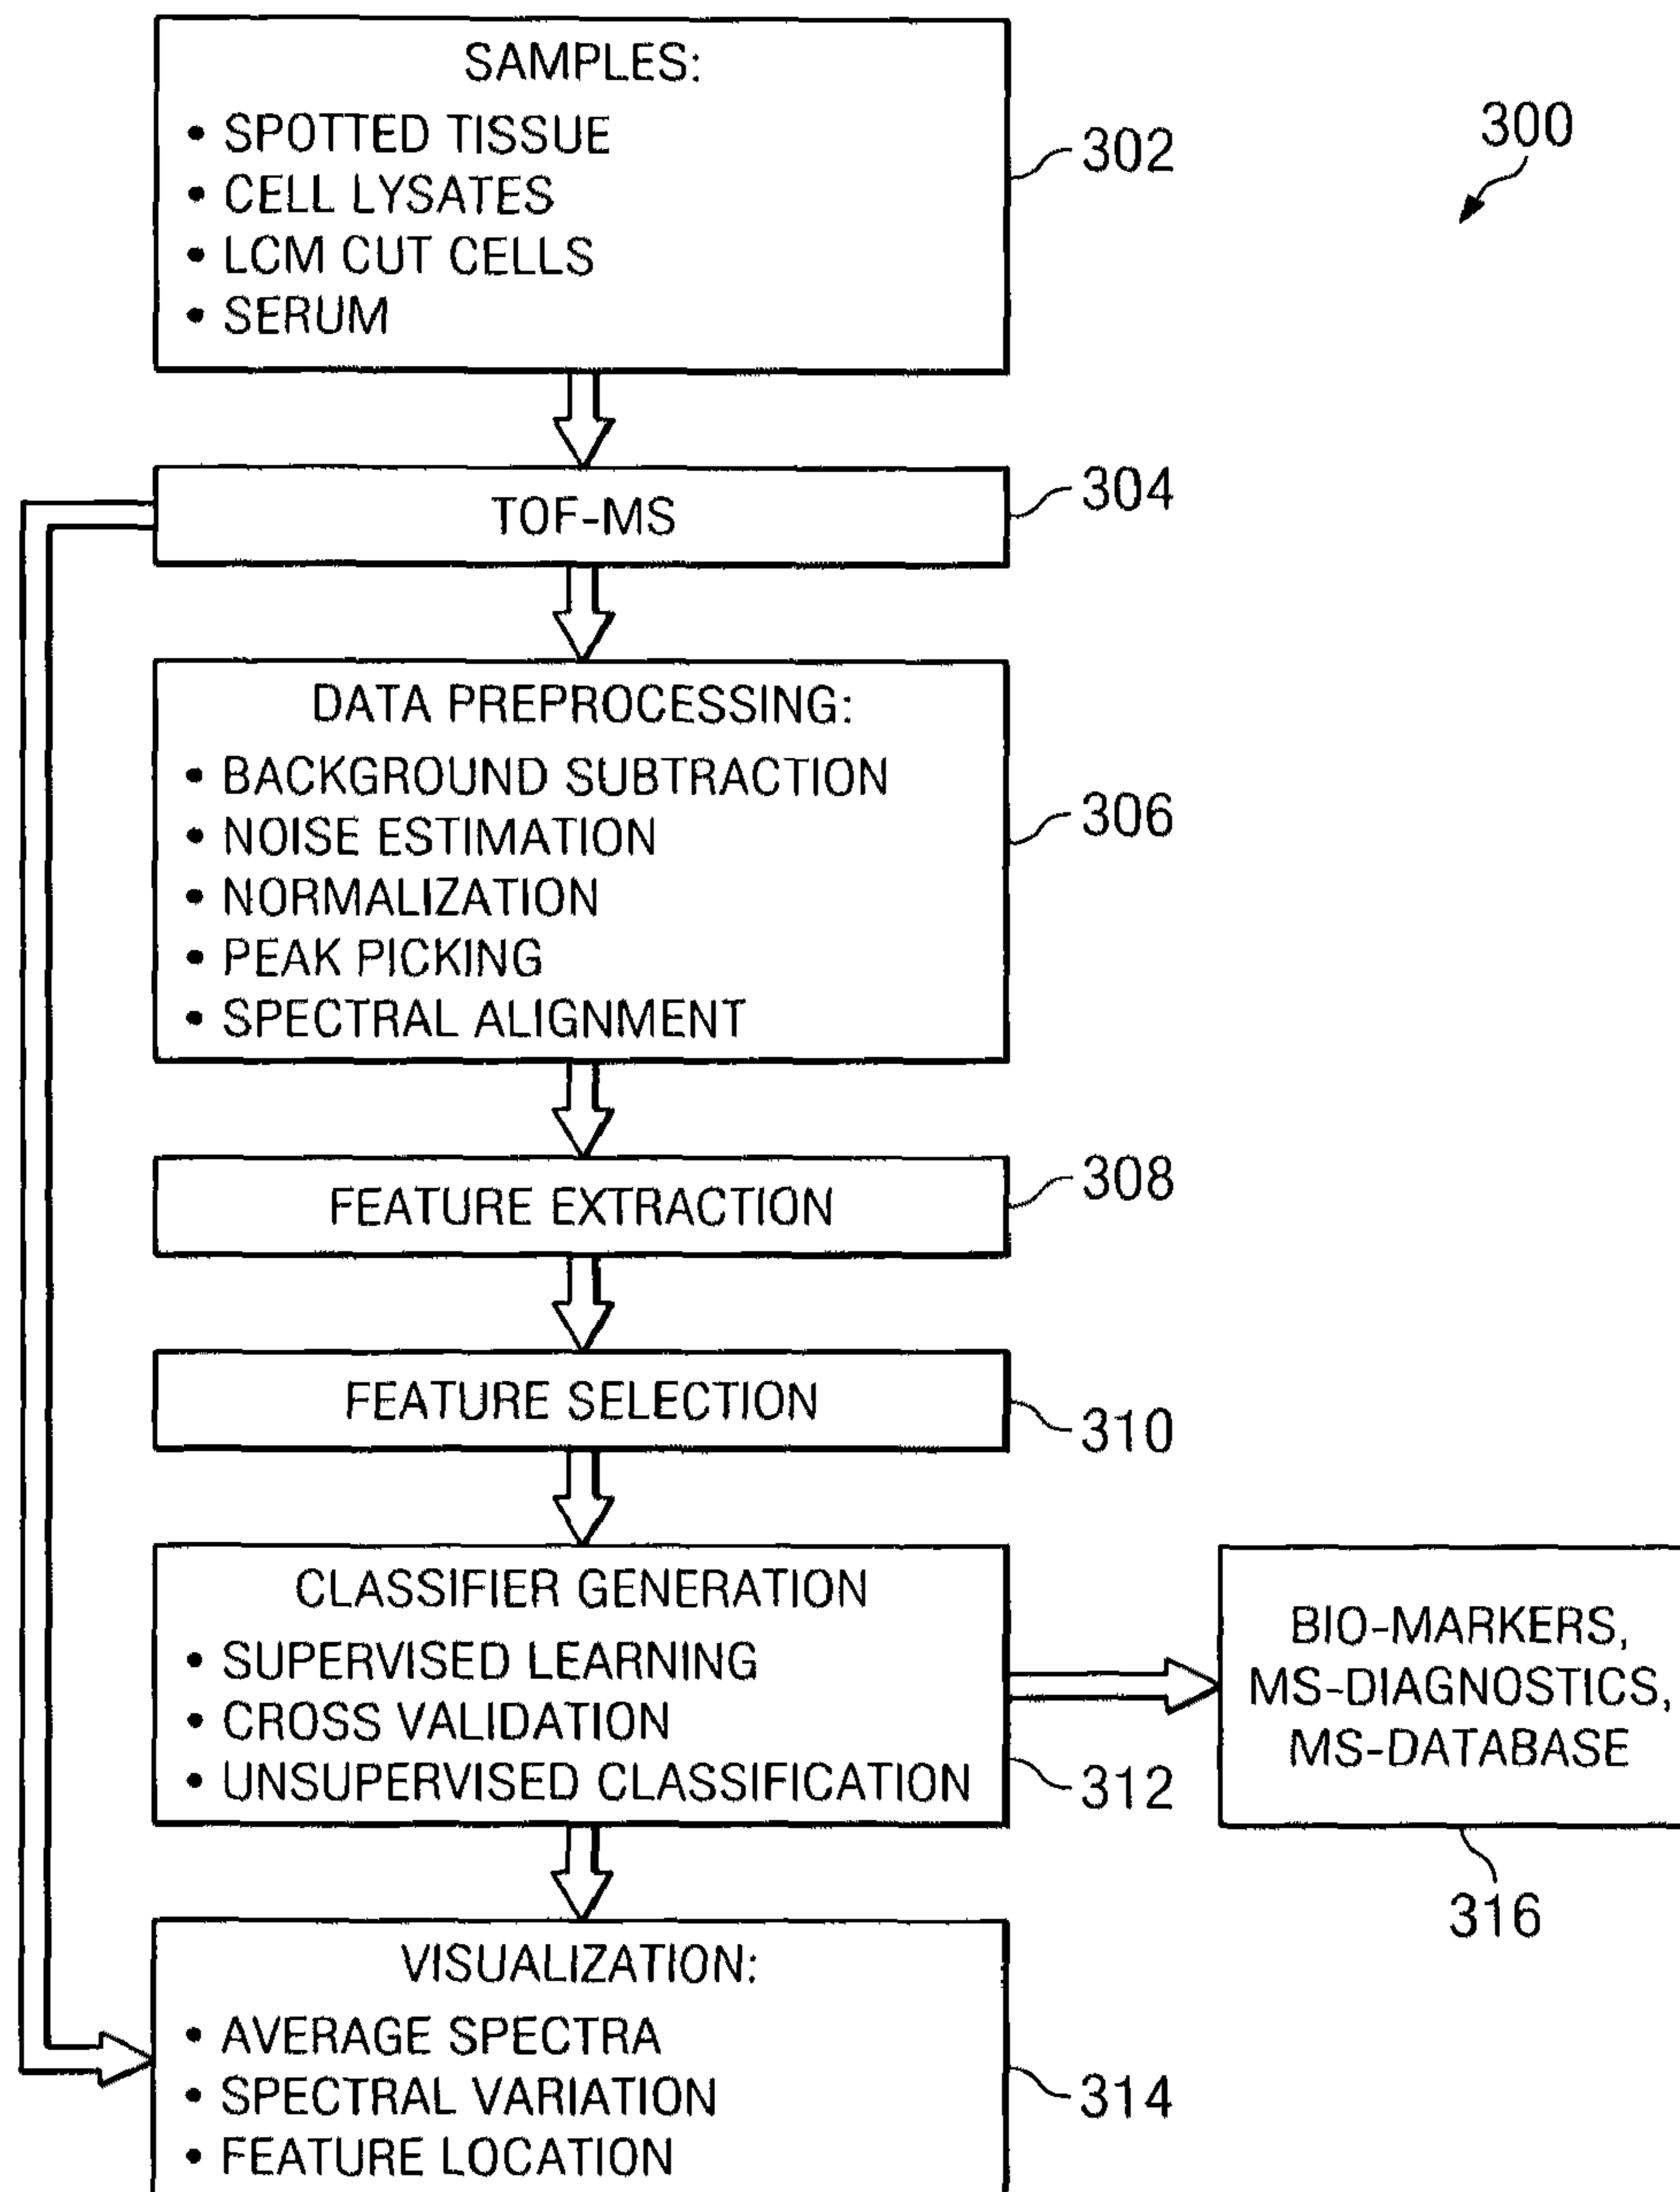 SAMPLES:
• SPOTTED TISSUE
• CELL LYSATES
• LCM CUT CELLS
• SERUM
302
300
TOF-MS
304
DATA PREPROCESSING:
• BACKGROUND SUBTRACTION
• NOISE ESTIMATION
• NORMALIZATION
• PEAK PICKING
• SPECTRAL ALIGNMENT
306
FEATURE EXTRACTION
308
FEATURE SELECTION
310
CLASSIFIER GENERATION
• SUPERVISED LEARNING
• CROSS VALIDATION
• UNSUPERVISED CLASSIFICATION
312
BIO-MARKERS,
MS-DIAGNOSTICS,
MS-DATABASE
316
VISUALIZATION:
• AVERAGE SPECTRA
• SPECTRAL VARIATION
• FEATURE LOCATION
314